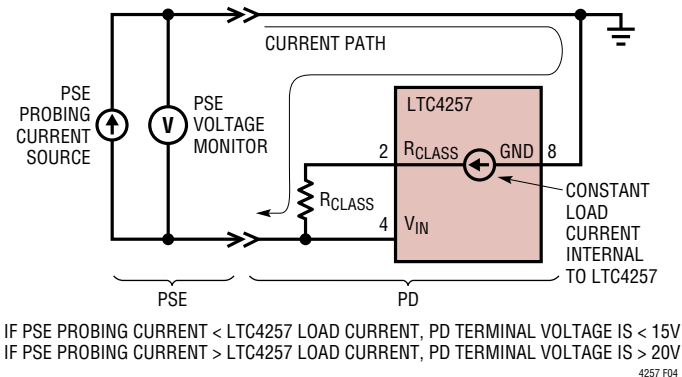 CURRENT PATH
PSE
PROBING
CURRENT
SOURCE
V
PSE
VOLTAGE
MONITOR
LTC4257
2
RCLASS
GND
8
RCLASS
4
VIN
CONSTANT
LOAD
CURRENT
INTERNAL
TO LTC4257
PSE
PD
IF PSE PROBING CURRENT < LTC4257 LOAD CURRENT, PD TERMINAL VOLTAGE IS < 15V
IF PSE PROBING CURRENT > LTC4257 LOAD CURRENT, PD TERMINAL VOLTAGE IS > 20V
4257 F04